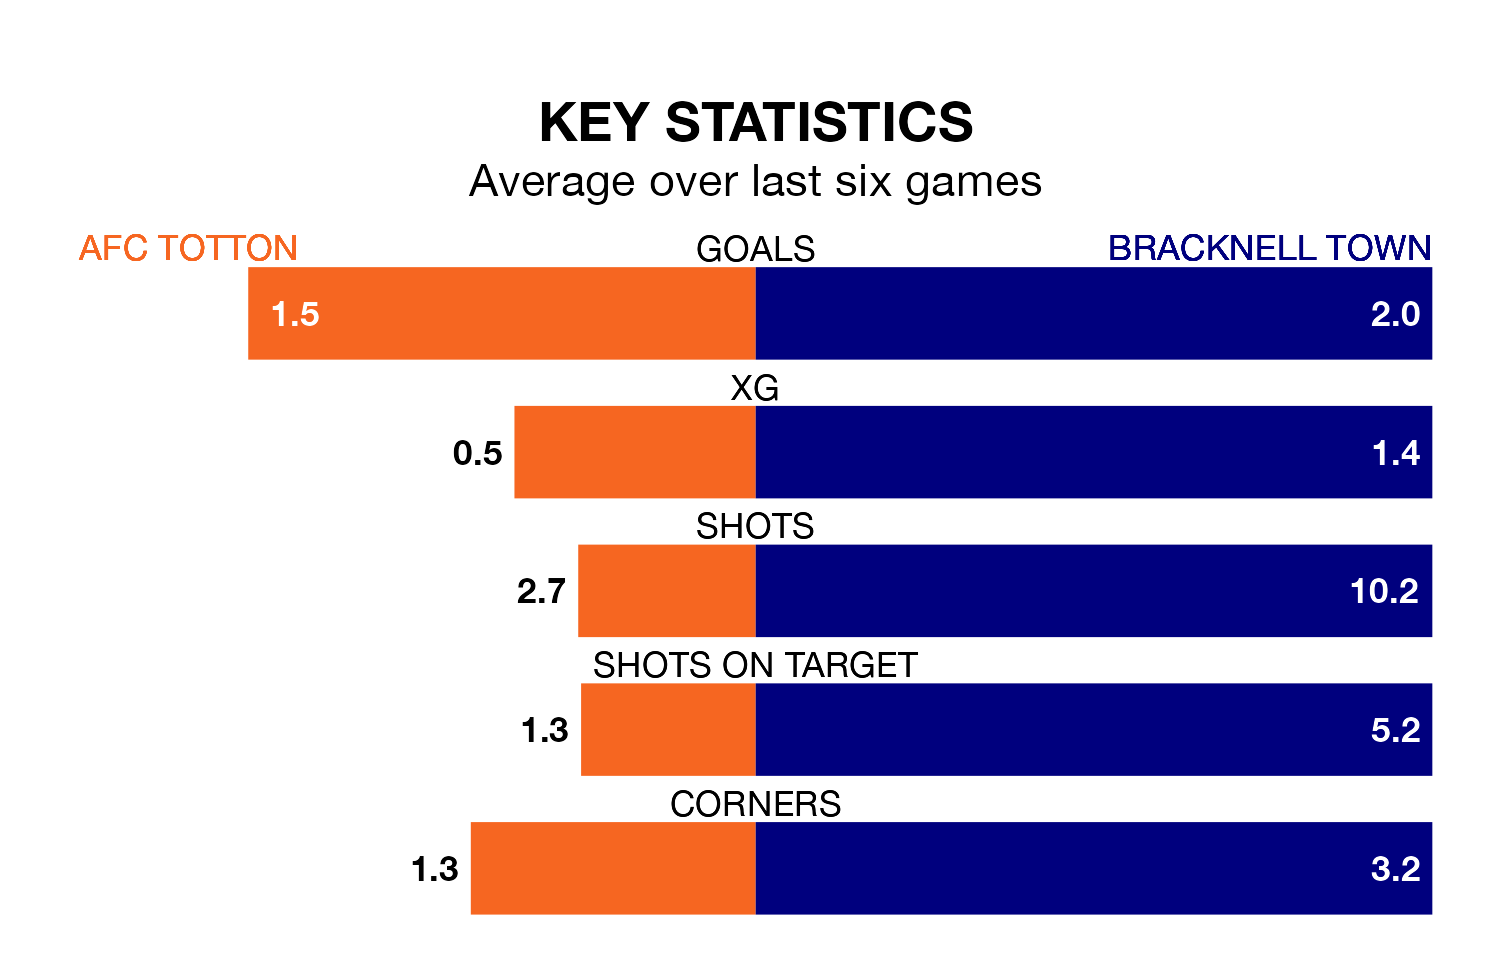 KEY STATISTICS
Average over last six games
AFC TOTTON GOALS BRACKNELL TOWN
1.5 2.0
XG
0.5 1.4
SHOTS
2.7 10.2
SHOTS ON TARGET
1.3 5.2
CORNERS
1.3 3.2